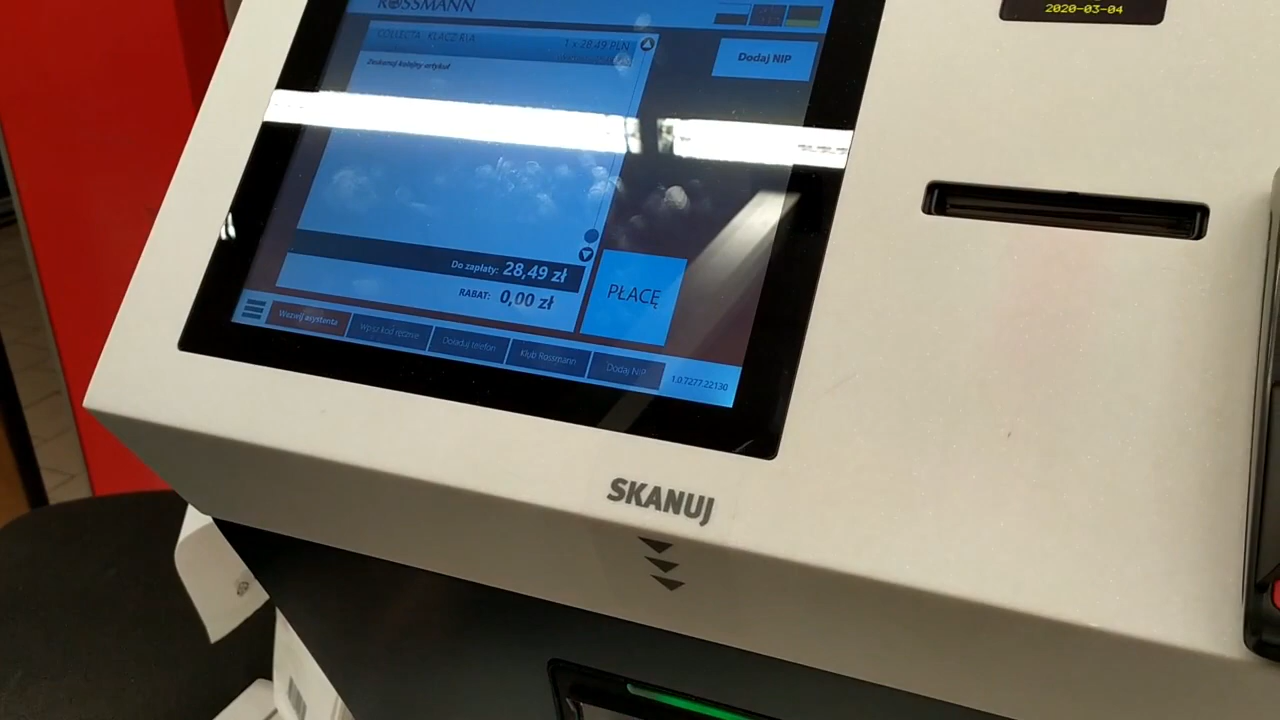 ROSSMANN
2020-03-04
COLLECTA KLACZ RIA
1 x 28.49 PLN
Zeskanuj kolejny artykuł
Dodaj NIP
Do zapłaty: 28,49 zł
RABAT: 0,00 zł
PŁACĘ
Wezwij asystenta
Wpisz kod ręcznie
Doładuj telefon
Klub Rossmann
Dodaj NIP
1.0.7277.22130
SKANUJ